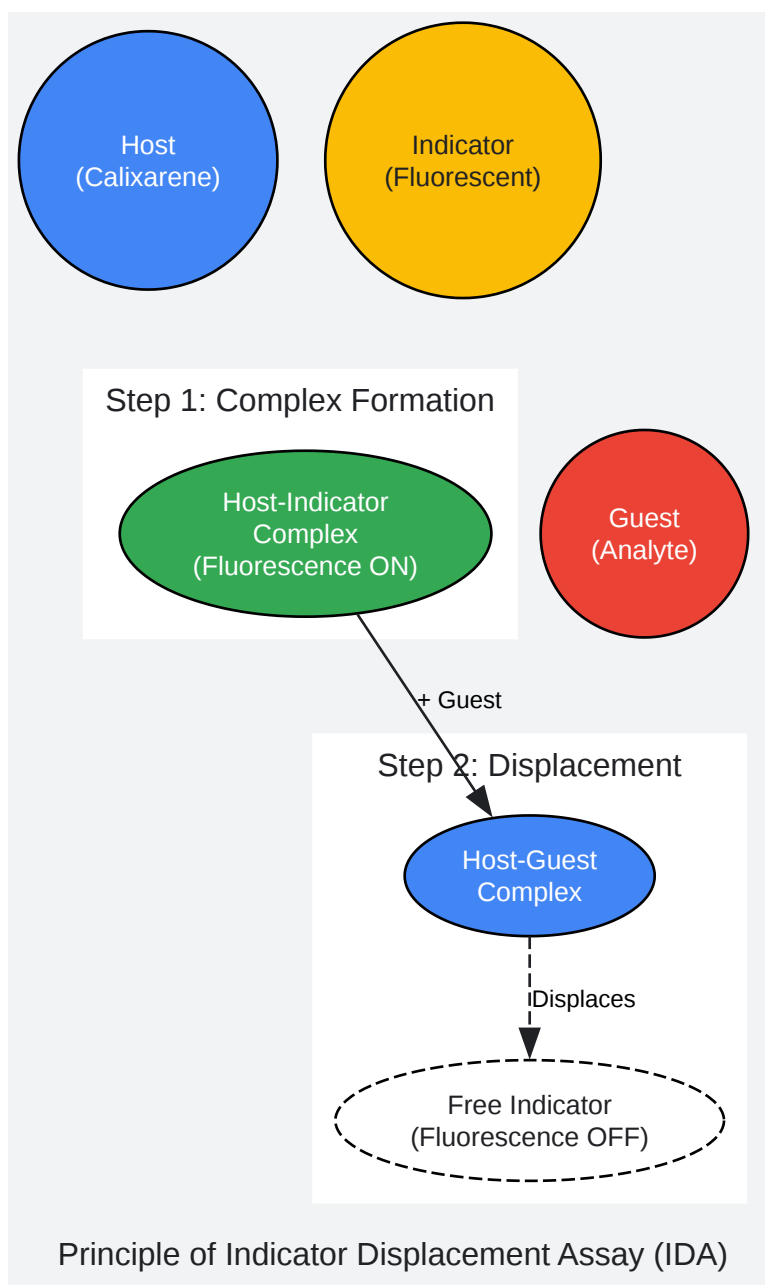 Host
(Calixarene)
Indicator
(Fluorescent)
Step 1: Complex Formation
Host-Indicator
Complex
(Fluorescence ON)
Guest
(Analyte)
+ Guest
Step 2: Displacement
Host-Guest
Complex
Displaces
Free Indicator
(Fluorescence OFF)
Principle of Indicator Displacement Assay (IDA)